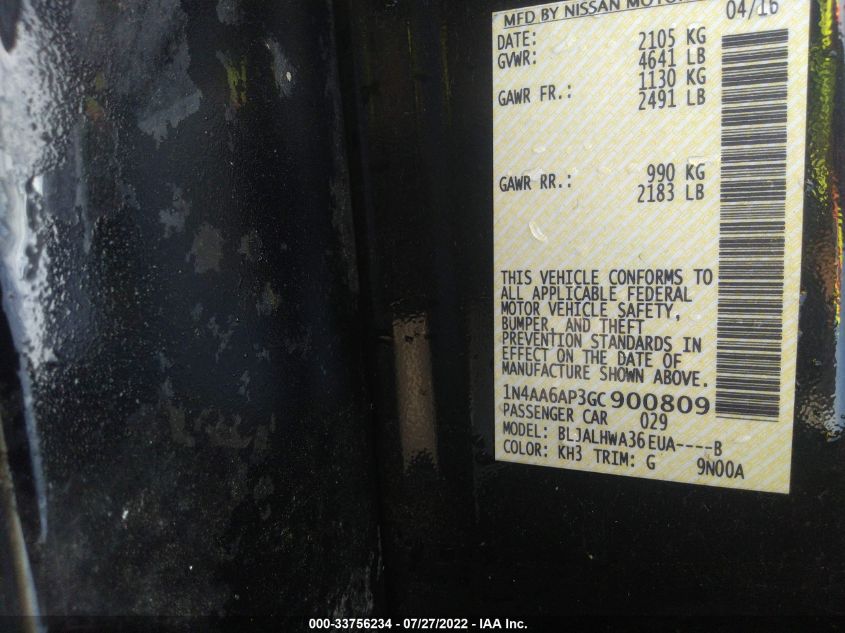 MFD BY NISSAN MOTOR
04/16
DATE:
GVWR: 2105 KG
4641 LB
GAWR FR.: 1130 KG
2491 LB
GAWR RR.: 990 KG
2183 LB
THIS VEHICLE CONFORMS TO
ALL APPLICABLE FEDERAL
MOTOR VEHICLE SAFETY,
BUMPER, AND THEFT
PREVENTION STANDARDS IN
EFFECT ON THE DATE OF
MANUFACTURE SHOWN ABOVE.
1N4AA6AP3GC900809
PASSENGER CAR 029
MODEL: BLJALHWA36EUA----B
COLOR: KH3 TRIM: G 9N00A
000-33756234 - 07/27/2022 - IAA Inc.